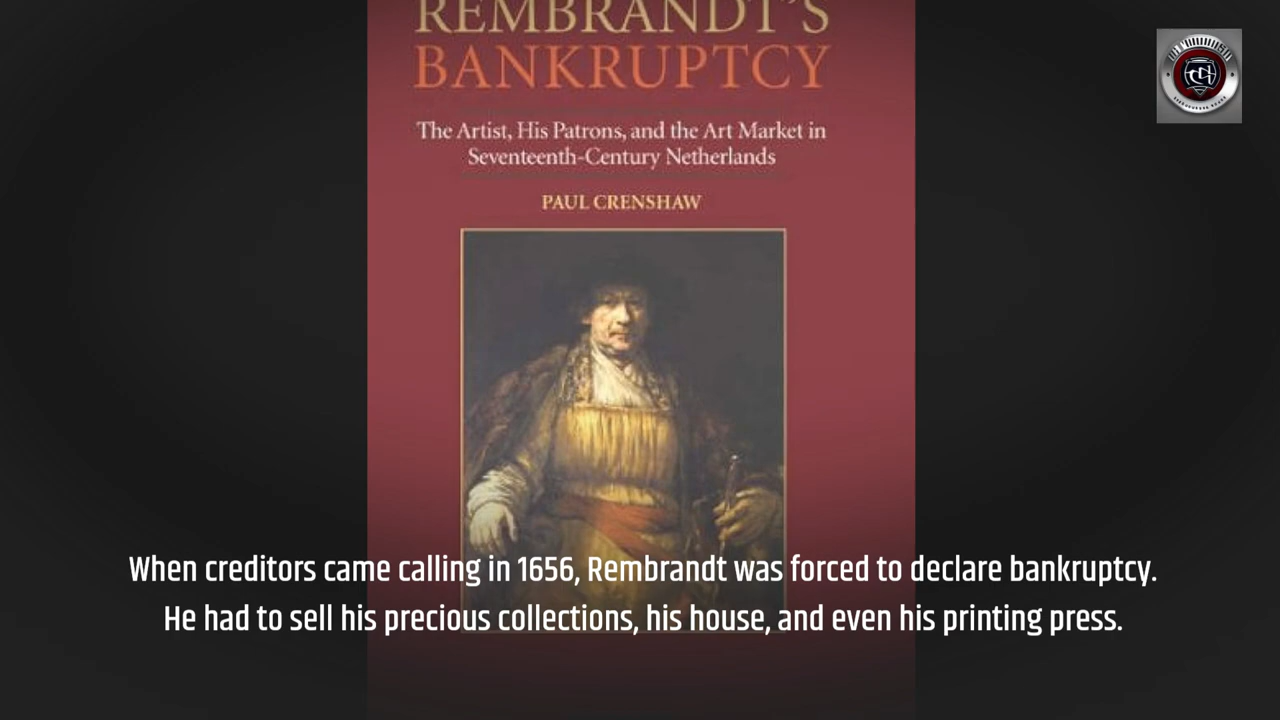 REMBRANDT'S
BANKRUPTCY
The Artist, His Patrons, and the Art Market in
Seventeenth-Century Netherlands
PAUL CRENSHAW
When creditors came calling in 1656, Rembrandt was forced to declare bankruptcy.
He had to sell his precious collections, his house, and even his printing press.